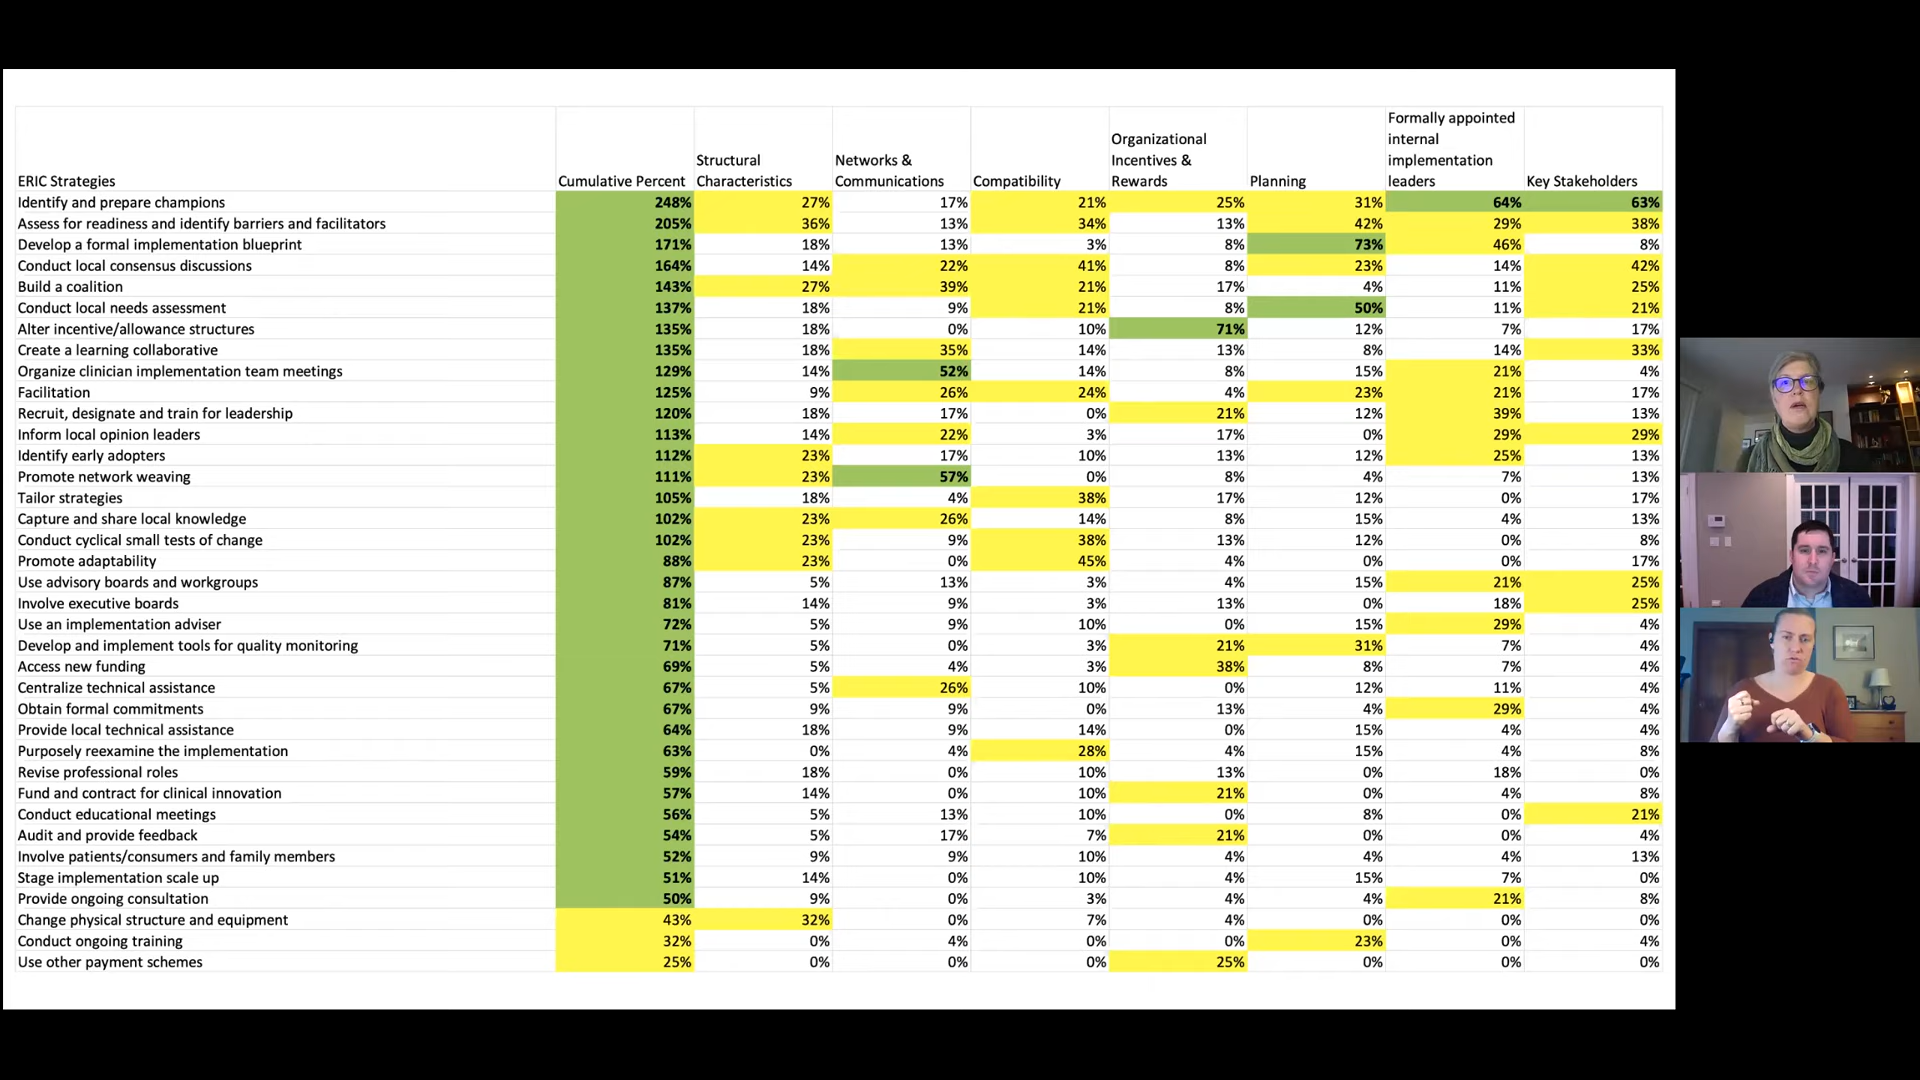 ERIC Strategies Cumulative Percent Structural Characteristics Networks & Communications Compatibility Organizational Incentives & Rewards Planning Formally appointed internal implementation leaders Key Stakeholders
Identify and prepare champions 248% 27% 17% 21% 25% 31% 64% 63%
Assess for readiness and identify barriers and facilitators 205% 36% 13% 34% 13% 42% 29% 38%
Develop a formal implementation blueprint 171% 18% 13% 3% 8% 73% 46% 8%
Conduct local consensus discussions 164% 14% 22% 41% 8% 23% 14% 42%
Build a coalition 143% 27% 39% 21% 17% 4% 11% 25%
Conduct local needs assessment 137% 18% 9% 21% 8% 50% 11% 21%
Alter incentive/allowance structures 135% 18% 0% 10% 71% 12% 7% 17%
Create a learning collaborative 135% 18% 35% 14% 13% 8% 14% 33%
Organize clinician implementation team meetings 129% 14% 52% 14% 8% 15% 21% 4%
Facilitation 125% 9% 26% 24% 4% 23% 21% 17%
Recruit, designate and train for leadership 120% 18% 17% 0% 21% 12% 39% 13%
Inform local opinion leaders 113% 14% 22% 3% 17% 0% 29% 29%
Identify early adopters 112% 23% 17% 10% 13% 12% 25% 13%
Promote network weaving 111% 23% 57% 0% 8% 4% 7% 13%
Tailor strategies 105% 18% 4% 38% 17% 12% 0% 17%
Capture and share local knowledge 102% 23% 26% 14% 8% 15% 4% 13%
Conduct cyclical small tests of change 102% 23% 9% 38% 13% 12% 0% 8%
Promote adaptability 88% 23% 0% 45% 4% 0% 0% 17%
Use advisory boards and workgroups 87% 5% 13% 3% 4% 15% 21% 25%
Involve executive boards 81% 14% 9% 3% 13% 0% 18% 25%
Use an implementation adviser 72% 5% 9% 10% 0% 15% 29% 4%
Develop and implement tools for quality monitoring 71% 5% 0% 3% 21% 31% 7% 4%
Access new funding 69% 5% 4% 3% 38% 8% 7% 4%
Centralize technical assistance 67% 5% 26% 10% 0% 12% 11% 4%
Obtain formal commitments 67% 9% 9% 0% 13% 4% 29% 4%
Provide local technical assistance 64% 18% 9% 14% 0% 15% 4% 4%
Purposely reexamine the implementation 63% 0% 4% 28% 4% 15% 4% 8%
Revise professional roles 59% 18% 0% 10% 13% 0% 18% 0%
Fund and contract for clinical innovation 57% 14% 0% 10% 21% 0% 4% 8%
Conduct educational meetings 56% 5% 13% 10% 0% 8% 0% 21%
Audit and provide feedback 54% 5% 17% 7% 21% 0% 0% 4%
Involve patients/consumers and family members 52% 9% 9% 10% 4% 4% 4% 13%
Stage implementation scale up 51% 14% 0% 10% 4% 15% 7% 0%
Provide ongoing consultation 50% 9% 0% 3% 4% 4% 21% 8%
Change physical structure and equipment 43% 32% 0% 7% 4% 0% 0% 0%
Conduct ongoing training 32% 0% 4% 0% 0% 23% 0% 4%
Use other payment schemes 25% 0% 0% 0% 25% 0% 0% 0%